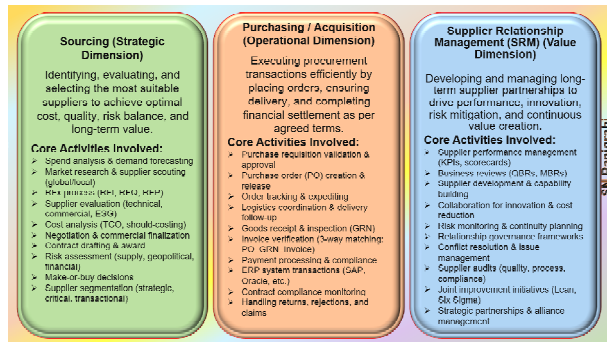 Sourcing (Strategic
Dimension)
Identifying, evaluating, and
selecting the most suitable
suppliers to achieve optimal
cost, quality, risk balance, and
long-term value.
Core Activities Involved:
➤ Spend analysis & demand forecasting
➤ Market research & supplier scouting
(global/local)
➤ RFx process (RFI, RFQ, RFP)
➤ Supplier evaluation (technical,
commercial, ESG)
➤ Cost analysis (TCO, should-costing)
➤ Negotiation & commercial finalization
➤ Contract drafting & award
➤ Risk assessment (supply, geopolitical,
financial)
➤ Make-or-buy decisions
➤ Supplier segmentation (strategic,
critical, transactional)
Purchasing / Acquisition
(Operational Dimension)
Executing procurement
transactions efficiently by
placing orders, ensuring
delivery, and completing
financial settlement as per
agreed terms.
Core Activities Involved:
➤ Purchase requisition validation &
approval
➤ Purchase order (PO) creation &
release
➤ Order tracking & expediting
➤ Logistics coordination & delivery
follow-up
➤ Goods receipt & inspection (GRN)
➤ Invoice verification (3-way matching:
PO, GRN, Invoice)
➤ Payment processing & compliance
➤ ERP system transactions (SAP,
Oracle, etc.)
➤ Contract compliance monitoring
➤ Handling returns, rejections, and
claims
Supplier Relationship
Management (SRM) (Value
Dimension)
Developing and managing long-
term supplier partnerships to
drive performance, innovation,
risk mitigation, and continuous
value creation.
Core Activities Involved:
➤ Supplier performance management
(KPIs, scorecards)
➤ Business reviews (QBRs, MBRs)
➤ Supplier development & capability
building
➤ Collaboration for innovation & cost
reduction
➤ Risk monitoring & continuity planning
➤ Relationship governance frameworks
➤ Conflict resolution & issue
management
➤ Supplier audits (quality, process,
compliance)
➤ Joint improvement initiatives (Lean,
Six Sigma)
➤ Strategic partnerships & alliance
management